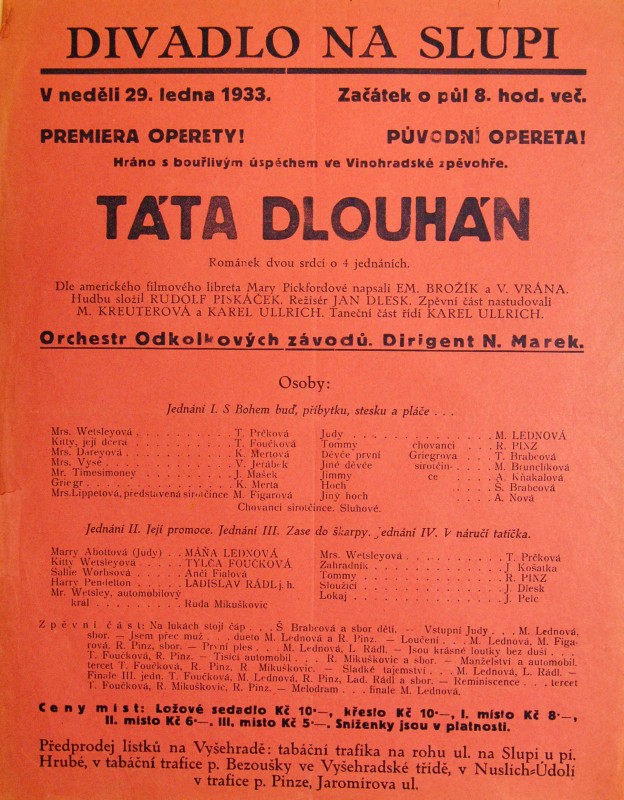 DIVADLO NA SLUPI
V neděli 29. ledna 1933. Začátek o půl 8. hod. več.
PREMIERA OPERETY! PŮVODNÍ OPERETA!
Hráno s bouřlivým úspěchem ve Vinohradské zpěvohře.
TÁTA DLOUHÁN
Románek dvou srdcí o 4 jednáních.
Dle amerického filmového libreta Mary Pickfordové napsali EM. BROŽÍK a V. VRÁNA.
Hudbu složil RUDOLF PISKÁČEK. Režisér JAN DLESK. Zpěvní část nastudovali
M. KREUTEROVÁ a KAREL ULLRICH. Taneční část řídí KAREL ULLRICH.
Orchestr Odkolkových závodů. Dirigent N. Marek.
Osoby:
Jednání I. S Bohem buď, příbytku, stesku a pláče . . .
Mrs. Wetsleyová . . . . . . . . . . T. Prčková
Kitty, její dcera . . . . . . . . . . T. Foučková
Mrs. Dareyová . . . . . . . . . . K. Mertová
Mrs. Vyse . . . . . . . . . . V. Jeřábek
Mr. Timesimoney . . . . . . . . . . J. Mašek
Griegr . . . . . . . . . . K. Merta
Mrs. Lippetová, představená sirotčince M. Figarová
Judy . . . . . . . . . . M. LEDNOVÁ
Tommy chovanci . . . R. PINZ
Děvče první Griegrova . . . T. Brabcová
Jiné děvče sirotčin- . . . M. Brunclíková
Jimmy ce . . . A. Kňakalová
Hoch . . . Š. Brabcová
Jiný hoch . . . A. Nová
Chovanci sirotčince. Sluhové.
Jednání II. Její promoce. Jednání III. Zase do škarpy. Jednání IV. V náručí tatíčka.
Marry Abottová (Judy) . . MÁŇA LEDNOVÁ
Kitty Wetsleyová . . . TYLČA FOUČKOVÁ
Sallie Worbsová . . . Anči Fialová
Harry Pendelton . . . LADISLAV RÁDL j. h.
Mr. Wetsley, automobilový
král . . . . . . . Ruda Mikuškovic
Mrs. Wetsleyová . . . . . . . . . . T. Prčková
Zahradník . . . . . . . . . . J Košatka
Tommy . . . . . . . . . . R. PINZ
Sloužící . . . . . . . . . . J. Dlesk
Lokaj . . . . . . . . . . J. Pelc
Zpěvní část: Na lukách stojí čáp . . . Š. Brabcová a sbor dětí. — Vstupní Judy . . . M. Lednová,
sbor. — Jsem přec muž . . . dueto M. Lednová a R. Pinz. — Loučení . . . M. Lednová, M. Figa-
rová, R. Pinz, sbor. — První ples . . . M. Lednová, L. Rádl. — Jsou krásné loutky bez duší . . .
T. Foučková, R. Pinz. — Tisíci automobil . . . R. Mikuškovic a sbor. — Manželství a automobil.
tercet T. Foučková, R. Pinz, R. Mikuškovic. — Sladké tajemství . . . M. Lednová, L. Rádl. —
Finale III. jedn. T. Foučková, M. Lednová, R. Pinz, Lad. Rádl a sbor. — Reminiscence . . . tercet
T. Foučková, R. Mikuškovic, R. Pinz. — Melodram . . . finale M. Lednová.
Ceny míst: Ložové sedadlo Kč 10·—, křeslo Kč 10·—, I. místo Kč 8·—,
II. místo Kč 6·—. III. místo Kč 5·—. Sníženky jsou v platnosti.
Předprodej lístků na Vyšehradě: tabáční trafika na rohu ul. na Slupi u pí.
Hrubé, v tabáční trafice p. Bezoušky ve Vyšehradské třídě, v Nuslích-Údolí
v trafice p. Pinze, Jaromírova ul.